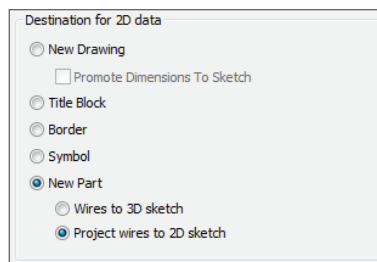 Destination for 2D data
New Drawing
Promote Dimensions To Sketch
Title Block
Border
Symbol
New Part
Wires to 3D sketch
Project wires to 2D sketch